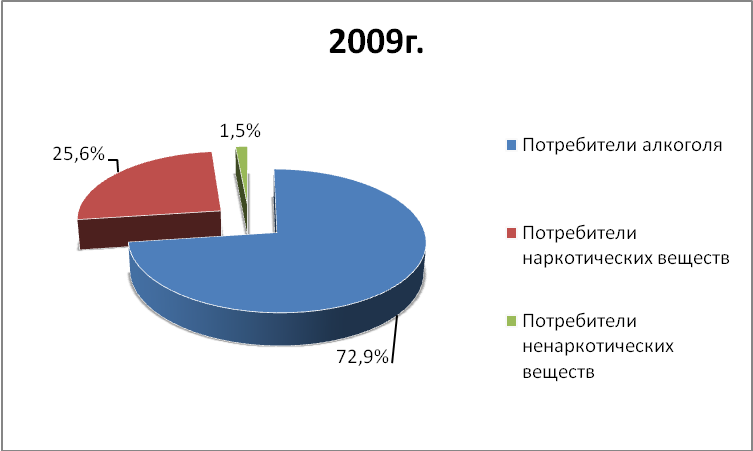 2009г.
1,5%
25,6%
72,9%
Потребители алкоголя
Потребители
наркотических веществ
Потребители
ненаркотических
веществ